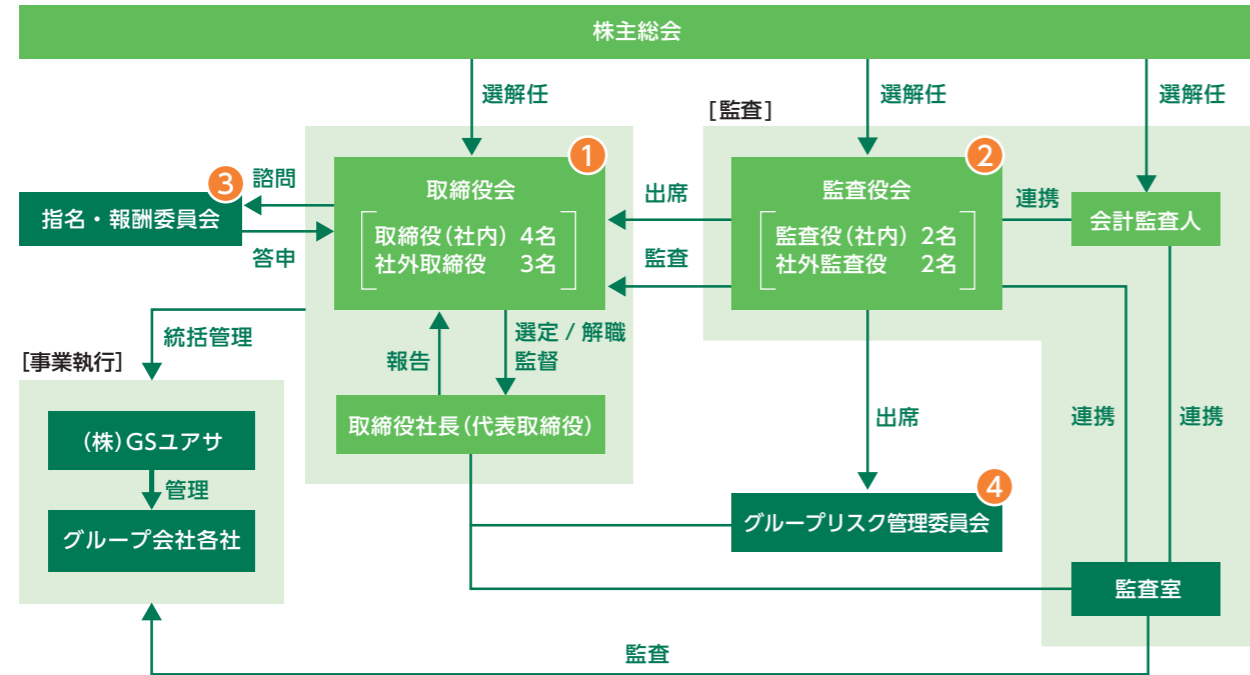 株主総会
選解任
選解任
選解任
[監査]
1
2
取締役会
取締役(社内) 4名
社外取締役 3名
監査役会
監査役(社内) 2名
社外監査役 2名
3
諮問
指名・報酬委員会
答申
出席
監査
連携
会計監査人
統括管理
[事業執行]
報告
選定 / 解職
監督
取締役社長(代表取締役)
出席
連携
連携
(株)GSユアサ
管理
グループ会社各社
4
グループリスク管理委員会
監査室
監査